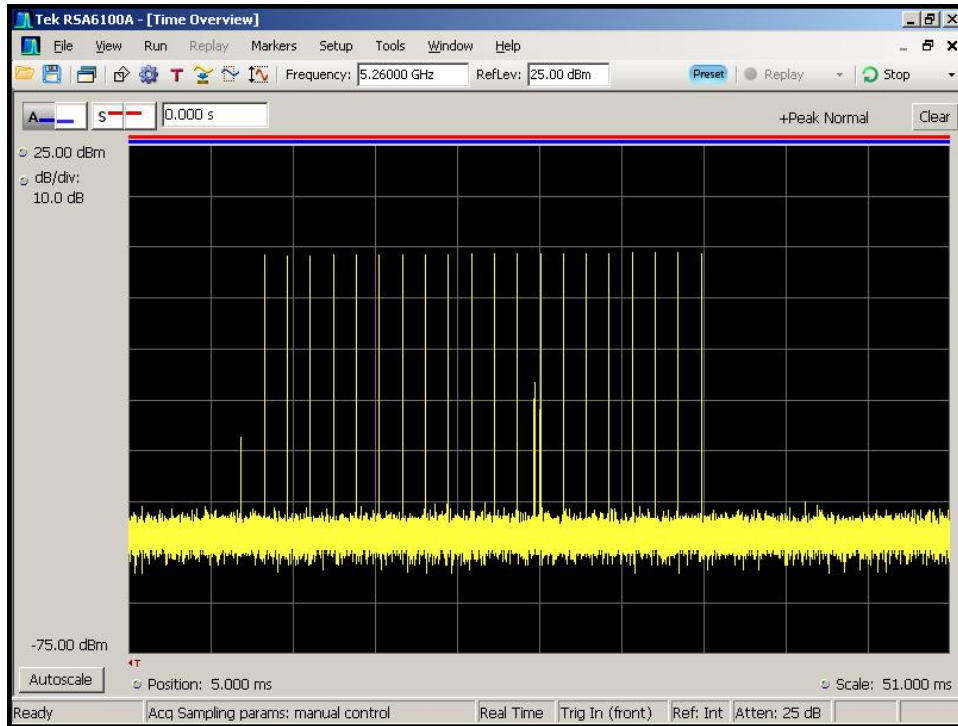 Tek RSA6100A - [Time Overview]
File View Run Replay Markers Setup Tools Window Help
T Frequency: 5.26000 GHz RefLev: 25.00 dBm Preset Replay Stop
A S 0.000 s +Peak Normal Clear
25.00 dBm
dB/div:
10.0 dB
-75.00 dBm
T
Autoscale Position: 5.000 ms Scale: 51.000 ms
Ready Acq Sampling params: manual control Real Time Trig In (front) Ref: Int Atten: 25 dB